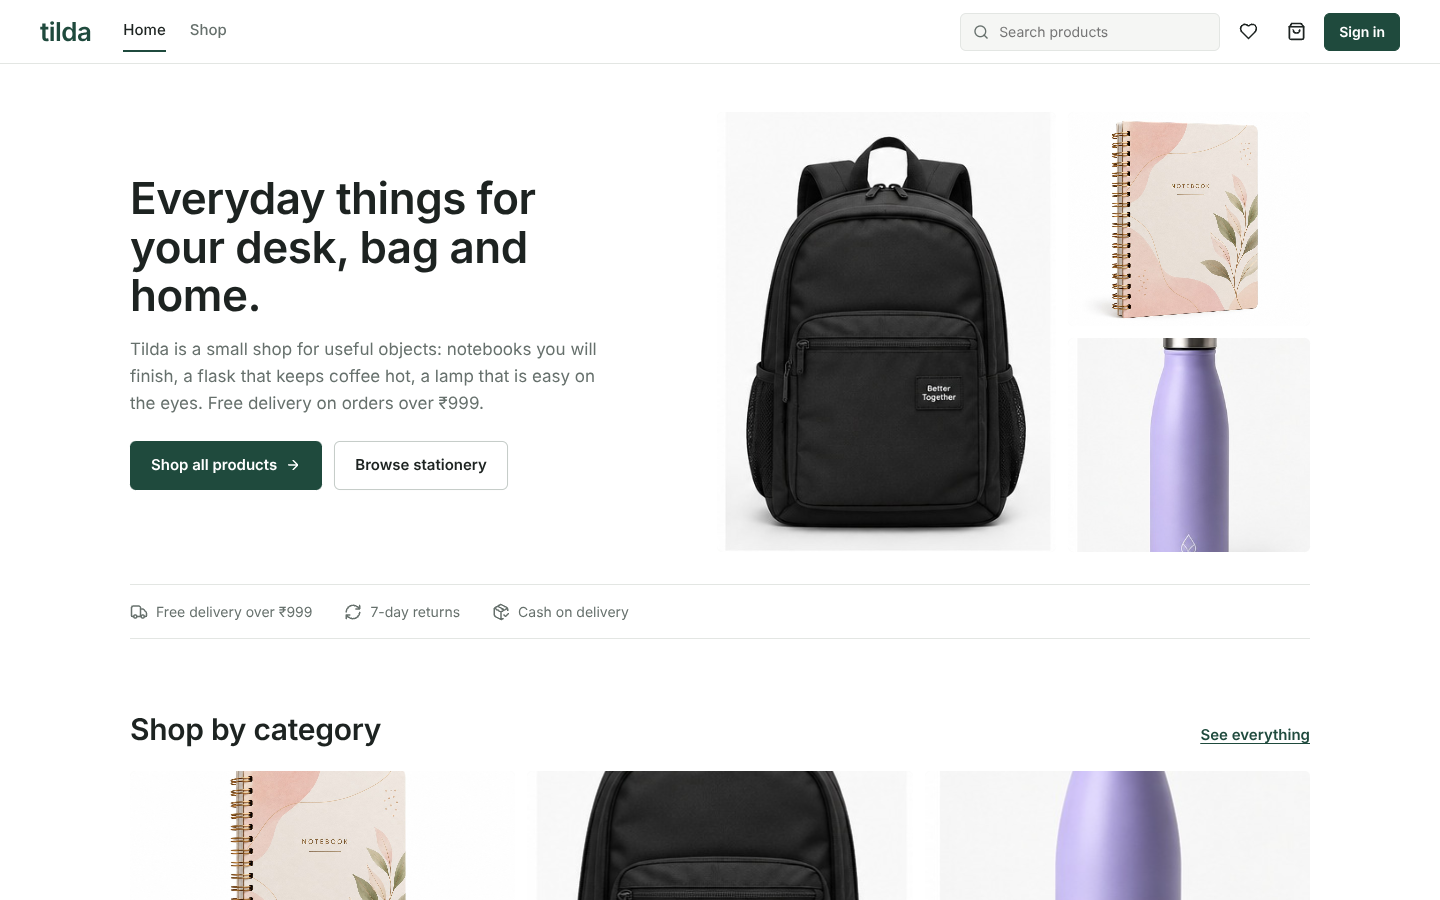 tilda
Home
Shop
Search products
Sign in
Everyday things for
your desk, bag and
home.
Tilda is a small shop for useful objects: notebooks you will
finish, a flask that keeps coffee hot, a lamp that is easy on
the eyes. Free delivery on orders over ₹999.
Shop all products
Browse stationery
Better
Together
NOTEBOOK
Free delivery over ₹999
7-day returns
Cash on delivery
Shop by category
See everything
NOTEBOOK